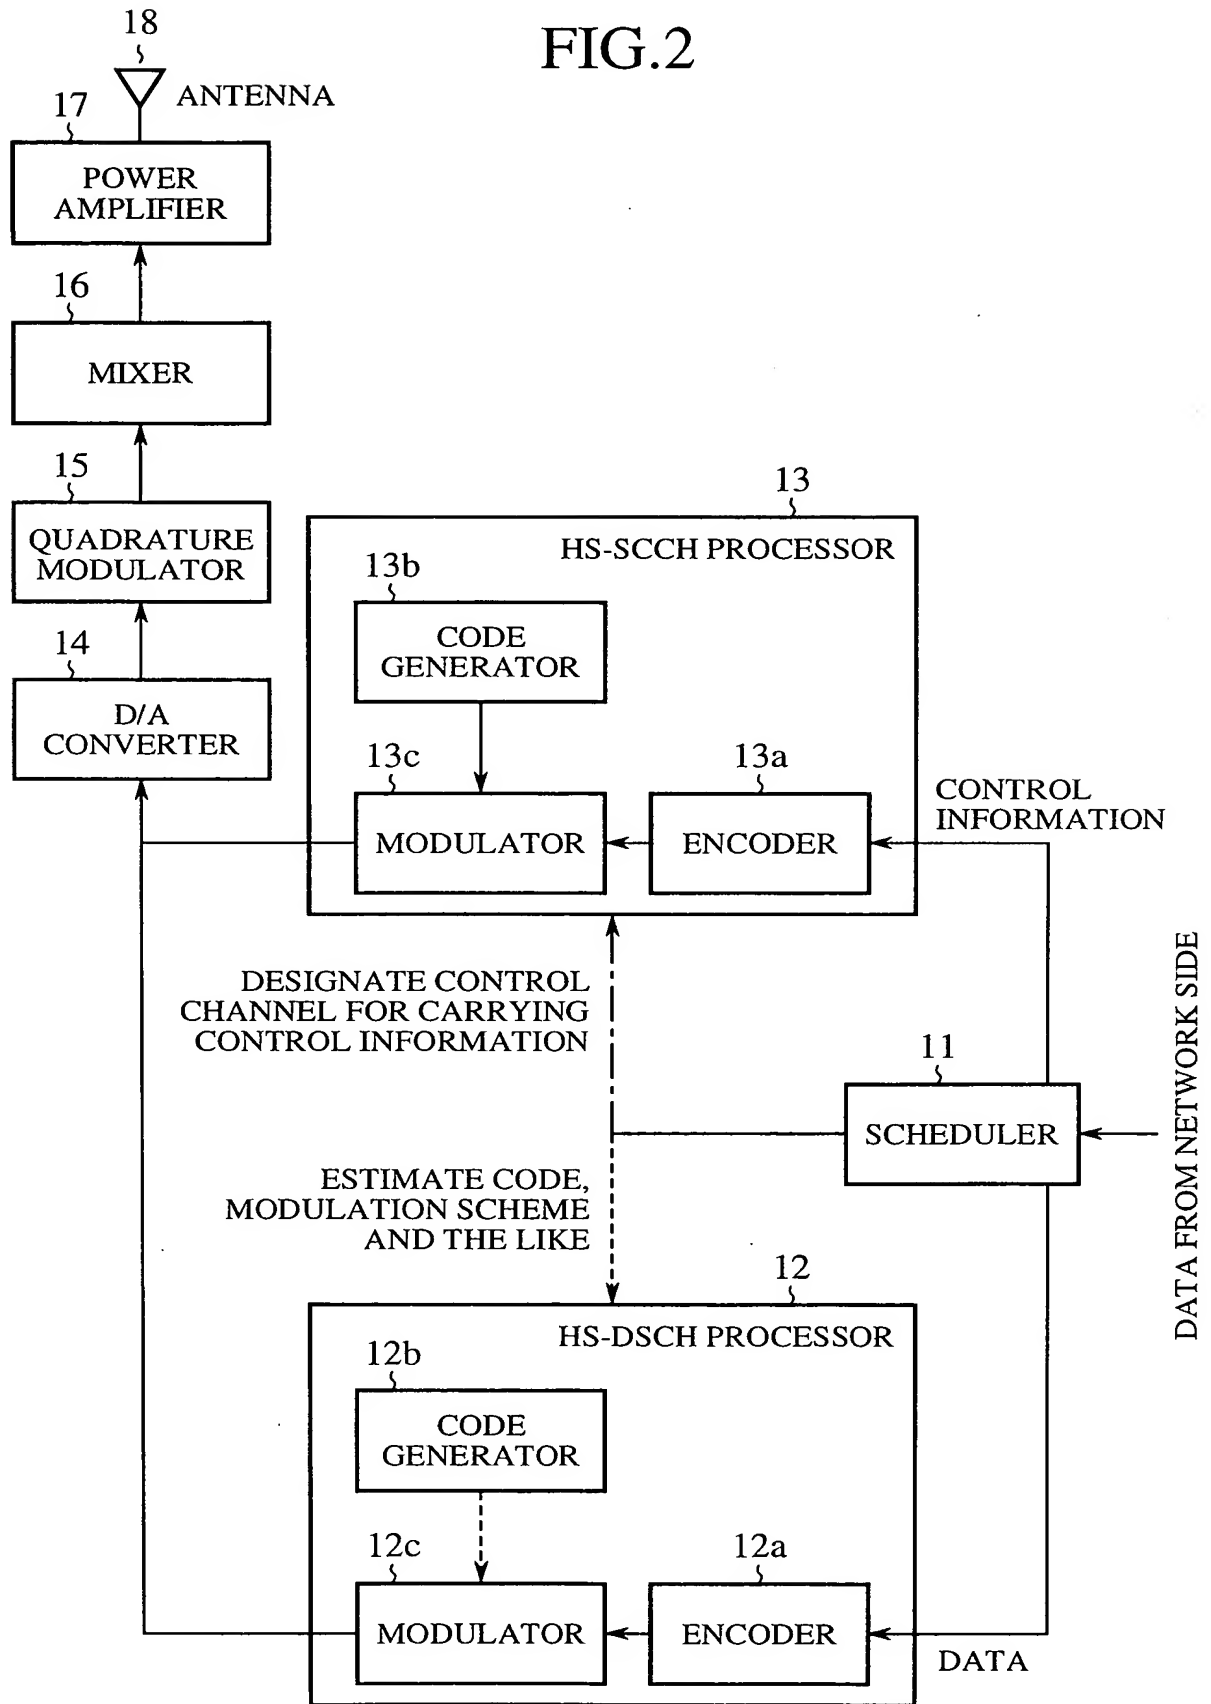 FIG.2
18
ANTENNA
17
POWER
AMPLIFIER
16
MIXER
15
QUADRATURE
MODULATOR
14
D/A
CONVERTER
13
HS-SCCH PROCESSOR
13b
CODE
GENERATOR
13c
MODULATOR
13a
ENCODER
CONTROL
INFORMATION
DESIGNATE CONTROL
CHANNEL FOR CARRYING
CONTROL INFORMATION
11
SCHEDULER
DATA FROM NETWORK SIDE
ESTIMATE CODE,
MODULATION SCHEME
AND THE LIKE
12
HS-DSCH PROCESSOR
12b
CODE
GENERATOR
12c
MODULATOR
12a
ENCODER
DATA